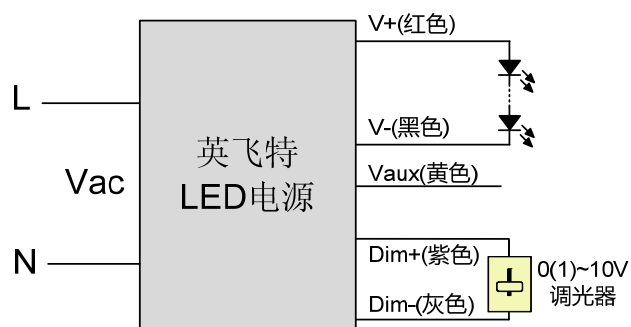 V+(红色)
L
V-(黑色)
英飞特
Vac
LED电源
Vaux(黄色)
N
Dim+(紫色)
0(1)~10V
调光器
Dim-(灰色)